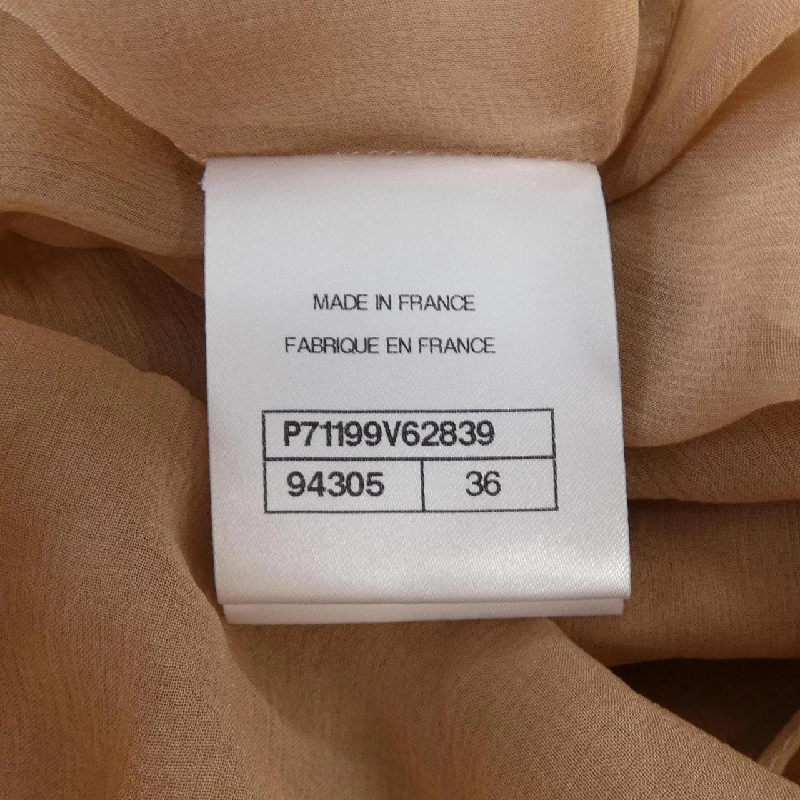 MADE IN FRANCE
FABRIQUE EN FRANCE
P71199V62839
94305 36